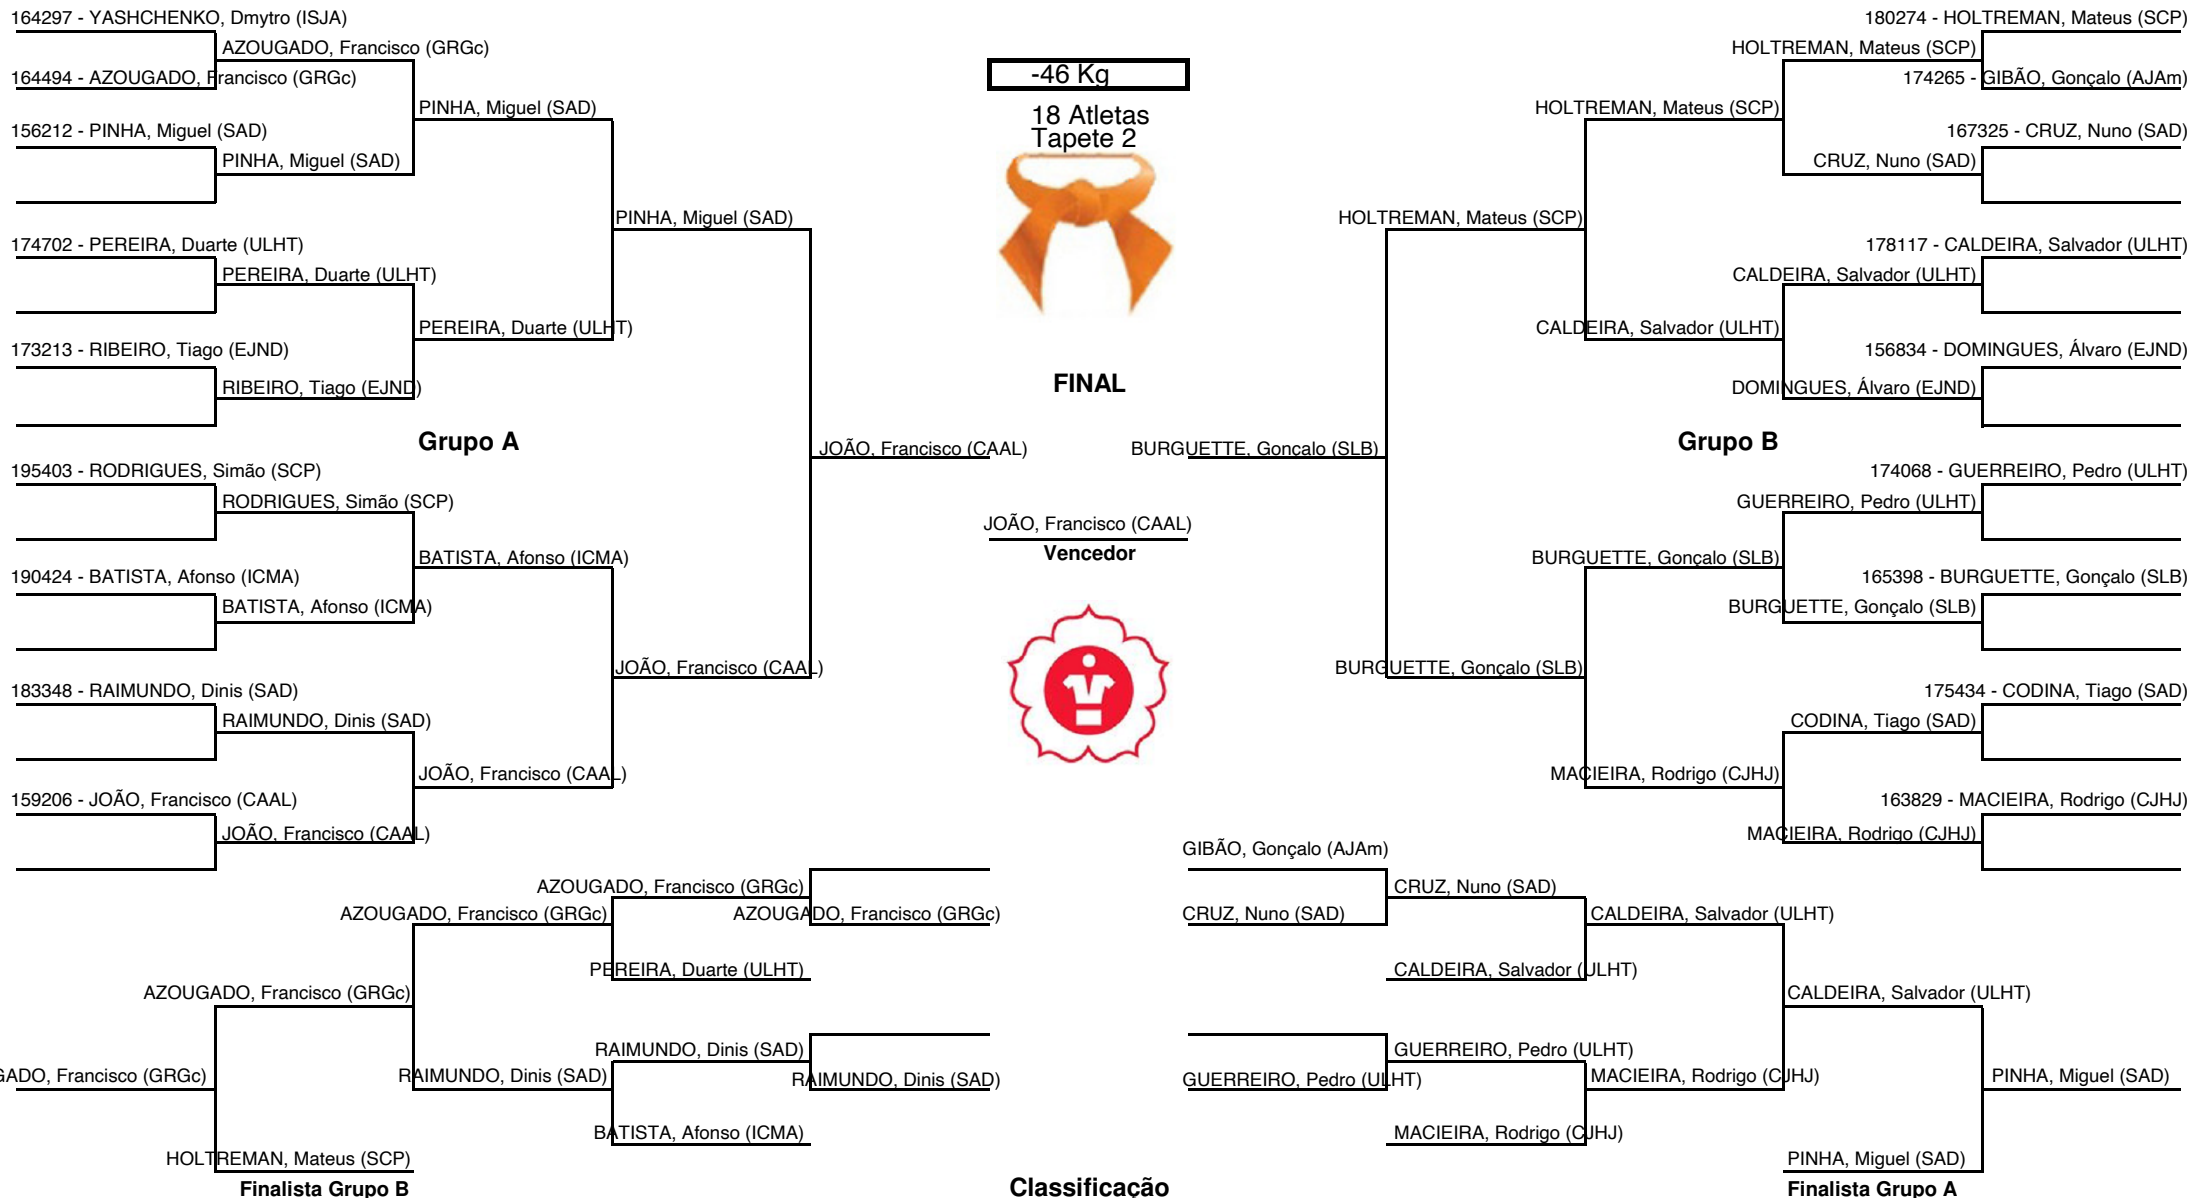 164297 - YASHCHENKO, Dmytro (ISJA)
AZOUGADO, Francisco (GRGc)
164494 - AZOUGADO, Francisco (GRGc)
PINHA, Miguel (SAD)
156212 - PINHA, Miguel (SAD)
PINHA, Miguel (SAD)
PINHA, Miguel (SAD)
174702 - PEREIRA, Duarte (ULHT)
PEREIRA, Duarte (ULHT)
PEREIRA, Duarte (ULHT)
173213 - RIBEIRO, Tiago (EJND)
RIBEIRO, Tiago (EJND)
Grupo A
JOÃO, Francisco (CAAL)
195403 - RODRIGUES, Simão (SCP)
RODRIGUES, Simão (SCP)
BATISTA, Afonso (ICMA)
190424 - BATISTA, Afonso (ICMA)
BATISTA, Afonso (ICMA)
JOÃO, Francisco (CAAL)
183348 - RAIMUNDO, Dinis (SAD)
RAIMUNDO, Dinis (SAD)
JOÃO, Francisco (CAAL)
159206 - JOÃO, Francisco (CAAL)
JOÃO, Francisco (CAAL)
-46 Kg
18 Atletas
Tapete 2
FINAL
JOÃO, Francisco (CAAL)
Vencedor
180274 - HOLTREMAN, Mateus (SCP)
HOLTREMAN, Mateus (SCP)
174265 - GIBÃO, Gonçalo (AJAm)
HOLTREMAN, Mateus (SCP)
167325 - CRUZ, Nuno (SAD)
CRUZ, Nuno (SAD)
HOLTREMAN, Mateus (SCP)
178117 - CALDEIRA, Salvador (ULHT)
CALDEIRA, Salvador (ULHT)
CALDEIRA, Salvador (ULHT)
156834 - DOMINGUES, Álvaro (EJND)
DOMINGUES, Álvaro (EJND)
Grupo B
BURGUETTE, Gonçalo (SLB)
174068 - GUERREIRO, Pedro (ULHT)
GUERREIRO, Pedro (ULHT)
BURGUETTE, Gonçalo (SLB)
165398 - BURGUETTE, Gonçalo (SLB)
BURGUETTE, Gonçalo (SLB)
BURGUETTE, Gonçalo (SLB)
175434 - CODINA, Tiago (SAD)
CODINA, Tiago (SAD)
MACIEIRA, Rodrigo (CJHJ)
163829 - MACIEIRA, Rodrigo (CJHJ)
MACIEIRA, Rodrigo (CJHJ)
AZOUGADO, Francisco (GRGc)
AZOUGADO, Francisco (GRGc)
AZOUGADO, Francisco (GRGc)
PEREIRA, Duarte (ULHT)
AZOUGADO, Francisco (GRGc)
RAIMUNDO, Dinis (SAD)
GADO, Francisco (GRGc)
RAIMUNDO, Dinis (SAD)
RAIMUNDO, Dinis (SAD)
BATISTA, Afonso (ICMA)
HOLTREMAN, Mateus (SCP)
Finalista Grupo B
GIBÃO, Gonçalo (AJAm)
CRUZ, Nuno (SAD)
CRUZ, Nuno (SAD)
CALDEIRA, Salvador (ULHT)
CALDEIRA, Salvador (ULHT)
CALDEIRA, Salvador (ULHT)
GUERREIRO, Pedro (ULHT)
GUERREIRO, Pedro (ULHT)
MACIEIRA, Rodrigo (CJHJ)
PINHA, Miguel (SAD)
MACIEIRA, Rodrigo (CJHJ)
PINHA, Miguel (SAD)
Classificação
Finalista Grupo A